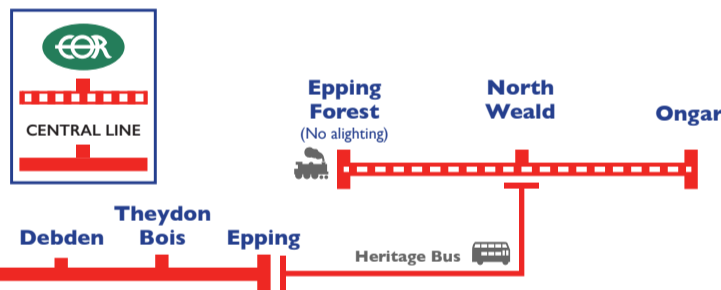 EOR
CENTRAL LINE
Epping
Forest
(No alighting)
North
Weald
Ongar
Debden
Theydon
Bois
Epping
Heritage Bus